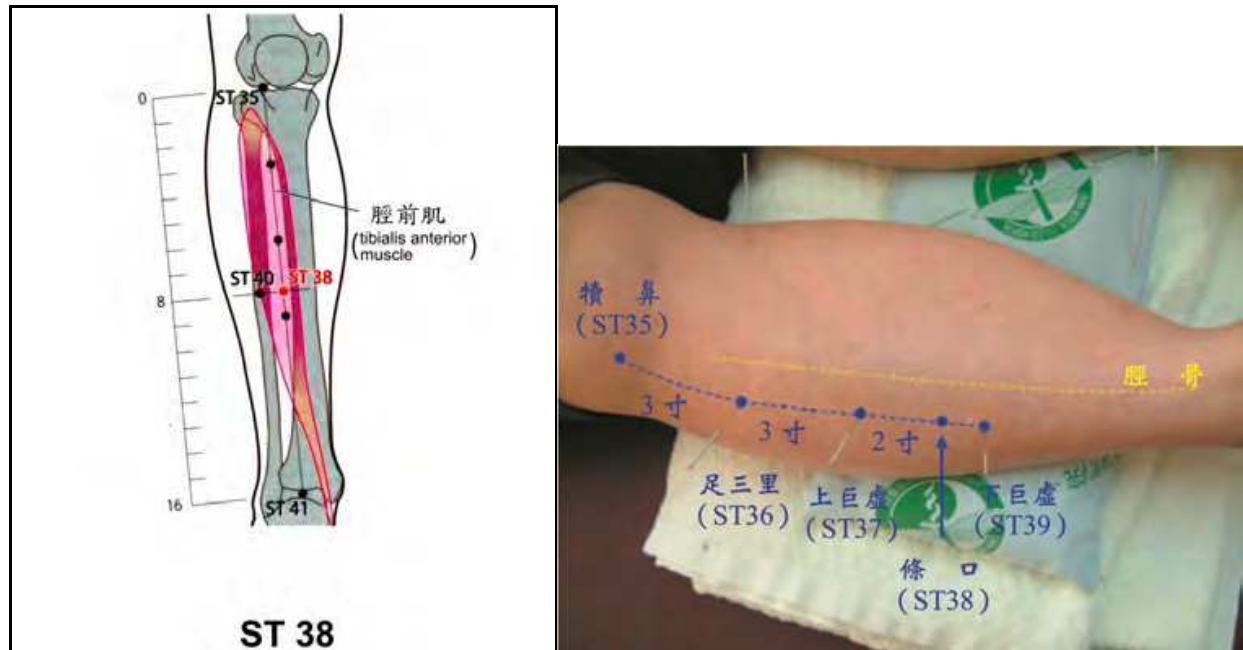 0
ST 35
脛前肌
(tibialis anterior
muscle)
ST 40
ST 38
8
16
ST 41
ST 38
犢 鼻
(ST35)
脛 骨
3 寸
3 寸
2 寸
足三里
(ST36)
上巨虛
(ST37)
下巨虛
(ST39)
條 口
(ST38)